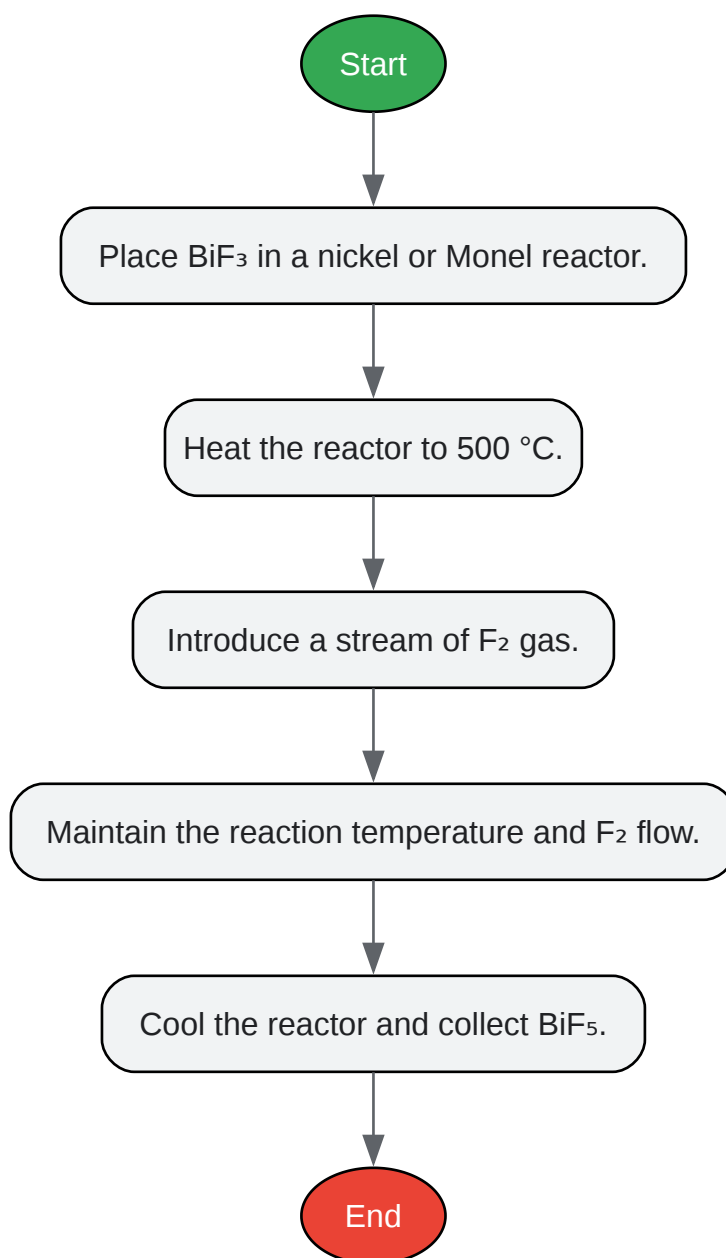 Start
Place BiF₃ in a nickel or Monel reactor.
Heat the reactor to 500 °C.
Introduce a stream of F₂ gas.
Maintain the reaction temperature and F₂ flow.
Cool the reactor and collect BiF₅.
End